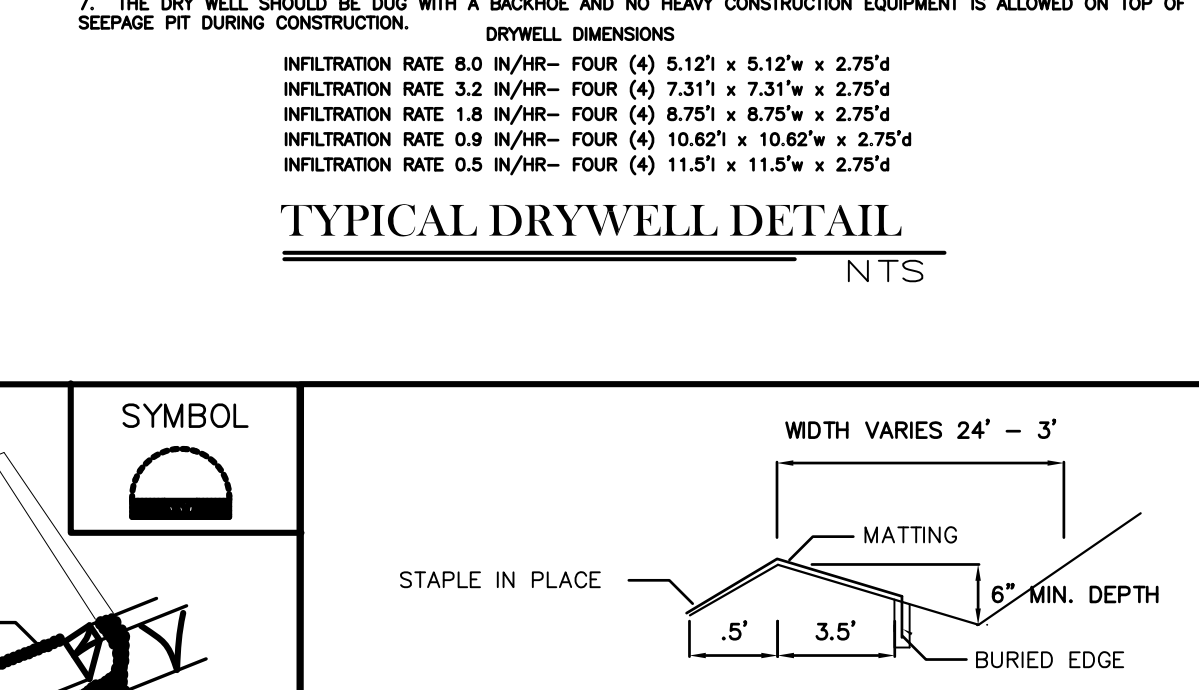 7. THE DRY WELL SHOULD BE DUG WITH A BACKHOE AND NO HEAVY CONSTRUCTION EQUIPMENT IS ALLOWED ON TOP OF
SEEPAGE PIT DURING CONSTRUCTION.
DRYWELL DIMENSIONS
INFILTRATION RATE 8.0 IN/HR– FOUR (4) 5.12'l x 5.12'w x 2.75'd
INFILTRATION RATE 3.2 IN/HR– FOUR (4) 7.31'l x 7.31'w x 2.75'd
INFILTRATION RATE 1.8 IN/HR– FOUR (4) 8.75'l x 8.75'w x 2.75'd
INFILTRATION RATE 0.9 IN/HR– FOUR (4) 10.62'l x 10.62'w x 2.75'd
INFILTRATION RATE 0.5 IN/HR– FOUR (4) 11.5'l x 11.5'w x 2.75'd
TYPICAL DRYWELL DETAIL
NTS
SYMBOL
WIDTH VARIES 24' – 3'
MATTING
STAPLE IN PLACE
6" MIN. DEPTH
.5'
3.5'
BURIED EDGE